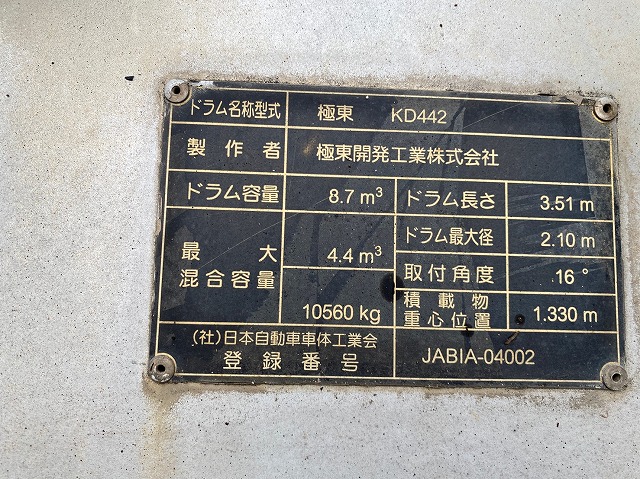 ドラム名称型式 極東 KD442
製作者 極東開発工業株式会社
ドラム容量 8.7 m³ ドラム長さ 3.51 m
最大混合容量 4.4 m³ ドラム最大径 2.10 m
10560 kg 取付角度 16°
積載物重心位置 1.330 m
(社)日本自動車車体工業会
登録番号 JABIA-04002